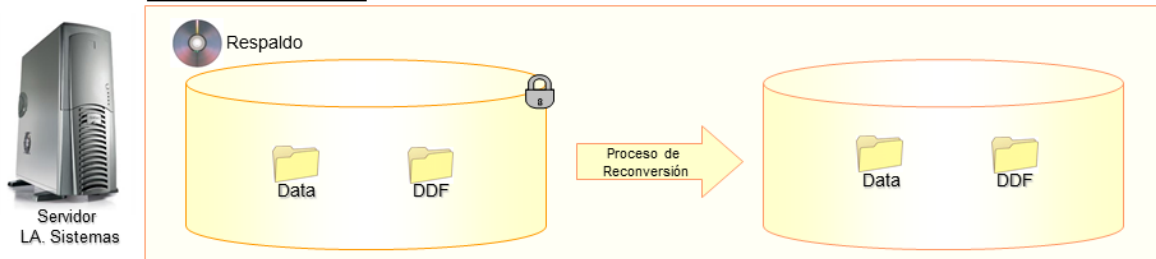 Respaldo
Data
DDF
Proceso de
Reconversión
Data
DDF
Servidor
LA. Sistemas